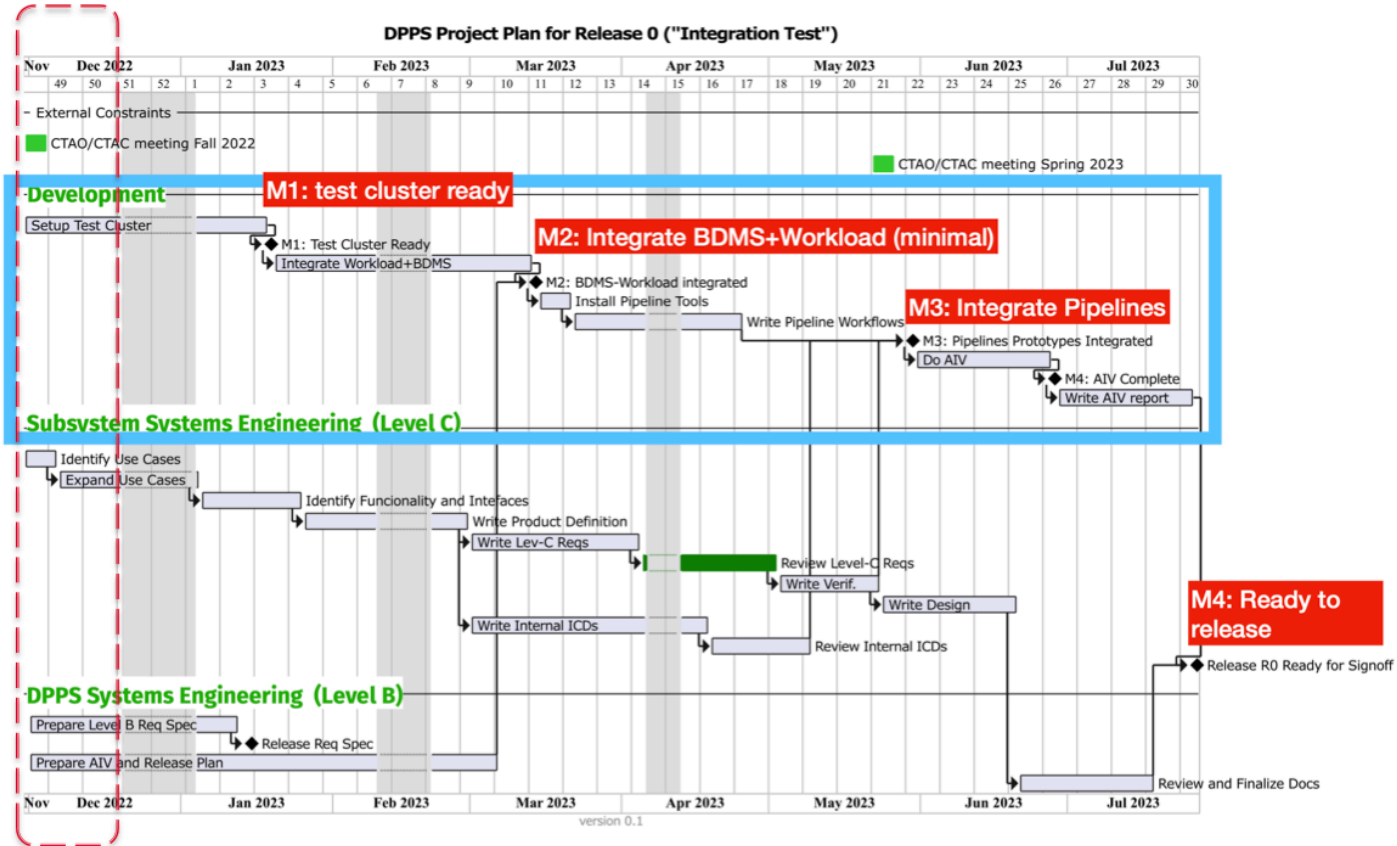 DPPS Project Plan for Release 0 ("Integration Test")
Nov Dec 2022 Jan 2023 Feb 2023 Mar 2023 Apr 2023 May 2023 Jun 2023 Jul 2023
49 50 51 52 1 2 3 4 5 6 7 8 9 10 11 12 13 14 15 16 17 18 19 20 21 22 23 24 25 26 27 28 29 30
External Constraints
CTAO/CTAC meeting Fall 2022
CTAO/CTAC meeting Spring 2023
Development
M1: test cluster ready
Setup Test Cluster
M1: Test Cluster Ready
M2: Integrate BDMS+Workload (minimal)
Integrate Workload+BDMS
M2: BDMS-Workload integrated
Install Pipeline Tools
M3: Integrate Pipelines
Write Pipeline Workflows
M3: Pipelines Prototypes Integrated
Do AIV
M4: AIV Complete
Write AIV report
Subsystem Systems Engineering (Level C)
Identify Use Cases
Expand Use Cases
Identify Funcionality and Intefaces
Write Product Definition
Write Lev-C Reqs
Review Level-C Reqs
Write Verif.
Write Design
M4: Ready to
release
Write Internal ICDs
Review Internal ICDs
Release R0 Ready for Signoff
DPPS Systems Engineering (Level B)
Prepare Level B Req Spec
Release Req Spec
Prepare AIV and Release Plan
Review and Finalize Docs
Nov Dec 2022 Jan 2023 Feb 2023 Mar 2023 Apr 2023 May 2023 Jun 2023 Jul 2023
version 0.1